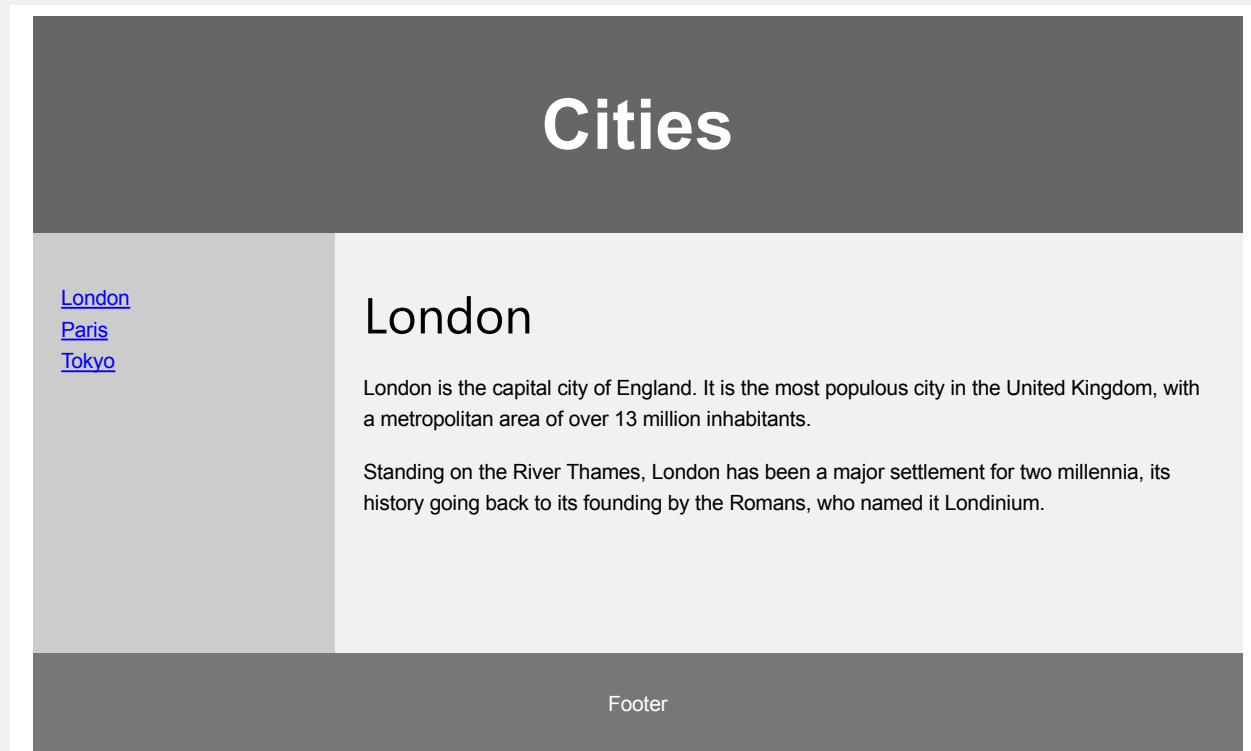 Cities
London
Paris
Tokyo
London
London is the capital city of England. It is the most populous city in the United Kingdom, with
a metropolitan area of over 13 million inhabitants.
Standing on the River Thames, London has been a major settlement for two millennia, its
history going back to its founding by the Romans, who named it Londinium.
Footer